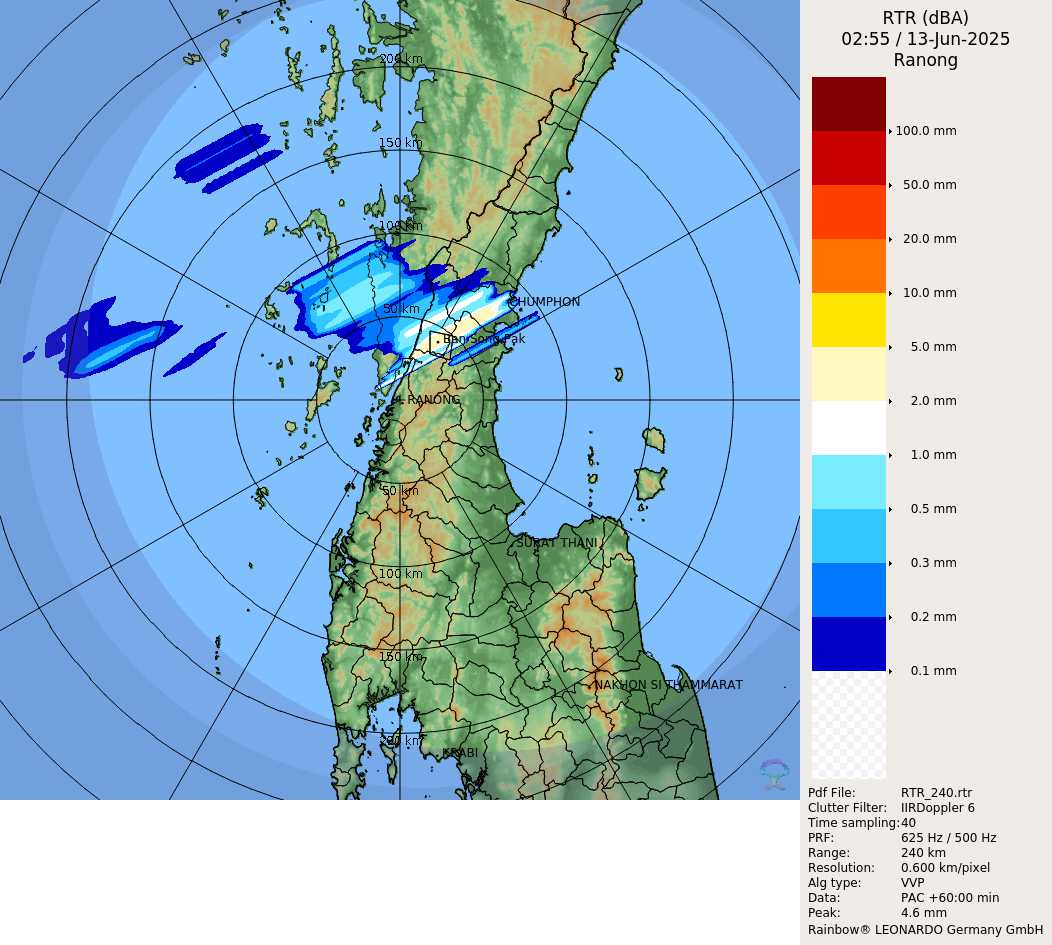 RTR (dBA)
02:55 / 13-Jun-2025
Ranong
200 km
150 km
100 km
50 km
CHUMPHON
Ban Song Pak
RANONG
50 km
SURAT THANI
100 km
150 km
NAKHON SI THAMMARAT
200 km
KRABI
100.0 mm
50.0 mm
20.0 mm
10.0 mm
5.0 mm
2.0 mm
1.0 mm
0.5 mm
0.3 mm
0.2 mm
0.1 mm
Pdf File: RTR_240.rtr
Clutter Filter: IIRDoppler 6
Time sampling:40
PRF: 625 Hz / 500 Hz
Range: 240 km
Resolution: 0.600 km/pixel
Alg type: VVP
Data: PAC +60:00 min
Peak: 4.6 mm
Rainbow® LEONARDO Germany GmbH